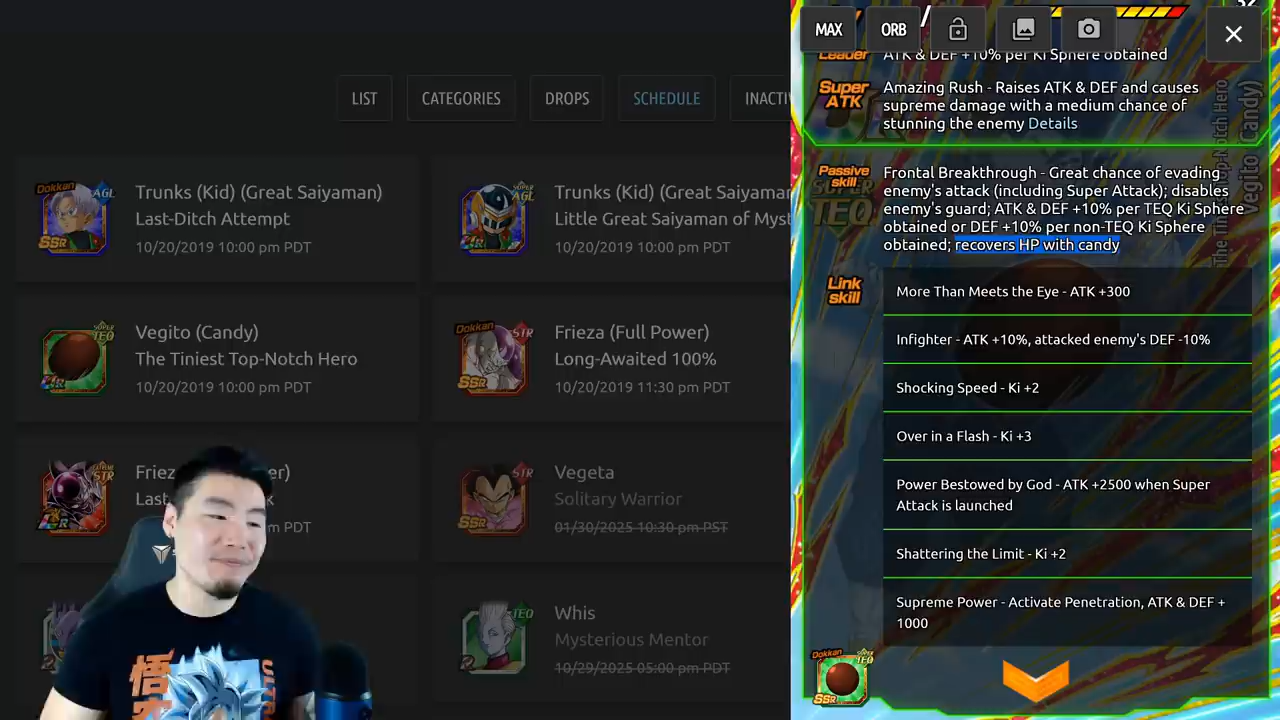 LIST
CATEGORIES
DROPS
SCHEDULE
Trunks (Kid) (Great Saiyaman)
Last-Ditch Attempt
10/20/2019 10:00 pm PDT
Trunks (Kid) (Great Saiyama
Little Great Saiyaman of Myst
10/20/2019 10:00 pm PDT
Vegito (Candy)
The Tiniest Top-Notch Hero
10/20/2019 10:00 pm PDT
Frieza (Full Power)
Long-Awaited 100%
10/20/2019 11:30 pm PDT
Vegeta
Solitary Warrior
01/30/2025 10:30 pm PST
Whis
Mysterious Mentor
10/29/2025 05:00 pm PDT
悟
ULTR
MAX
ORB
Leader
ATK & DEF +10% per Ki Sphere obtained
Super
ATK
Amazing Rush - Raises ATK & DEF and causes
supreme damage with a medium chance of
stunning the enemy Details
Passive
skill
Frontal Breakthrough - Great chance of evading
enemy's attack (including Super Attack); disables
enemy's guard; ATK & DEF +10% per TEQ Ki Sphere
obtained or DEF +10% per non-TEQ Ki Sphere
obtained; recovers HP with candy
SUPER
TEQ
The Tiniest Top-Notch Hero
Vegito (Candy)
Link
skill
More Than Meets the Eye - ATK +300
Infighter - ATK +10%, attacked enemy's DEF -10%
Shocking Speed - Ki +2
Over in a Flash - Ki +3
Power Bestowed by God - ATK +2500 when Super
Attack is launched
Shattering the Limit - Ki +2
Supreme Power - Activate Penetration, ATK & DEF +
1000
Dokkan
SUPER
TEQ
SSR